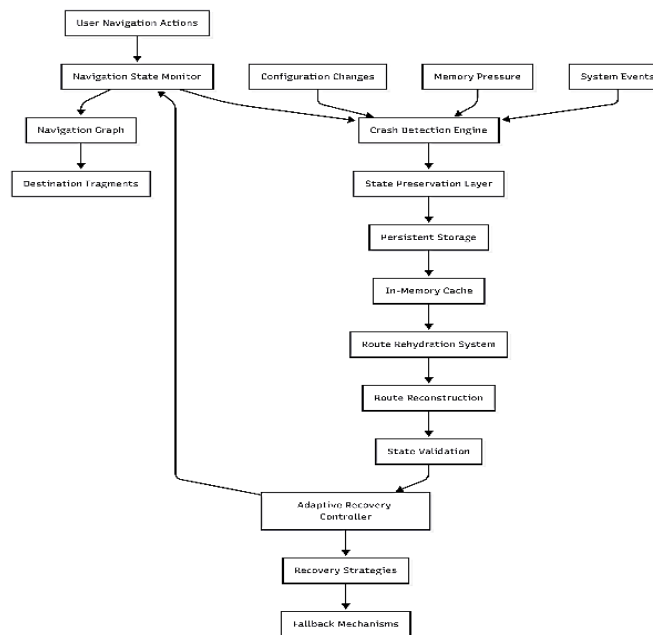 User Navigation Actions
Navigation State Monitor
Configuration Changes
Memory Pressure
System Events
Navigation Graph
Crash Detection Engine
Destination Tragments
State Preservation Layer
Persistent Storage
In-Memory Cache
Route Rehydration System
Route Reconstruction
State Validation
Adaptive Recovery
Controller
Recovery Strategies
Fallback Mechanisms